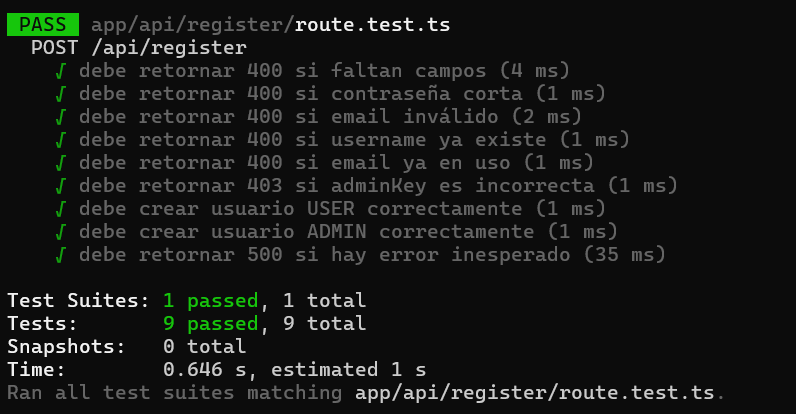 PASS app/api/register/route.test.ts
POST /api/register
√ debe retornar 400 si faltan campos (4 ms)
√ debe retornar 400 si contraseña corta (1 ms)
√ debe retornar 400 si email inválido (2 ms)
√ debe retornar 400 si username ya existe (1 ms)
√ debe retornar 400 si email ya en uso (1 ms)
√ debe retornar 403 si adminKey es incorrecta (1 ms)
√ debe crear usuario USER correctamente (1 ms)
√ debe crear usuario ADMIN correctamente (1 ms)
√ debe retornar 500 si hay error inesperado (35 ms)
Test Suites: 1 passed, 1 total
Tests: 9 passed, 9 total
Snapshots: 0 total
Time: 0.646 s, estimated 1 s
Ran all test suites matching app/api/register/route.test.ts.